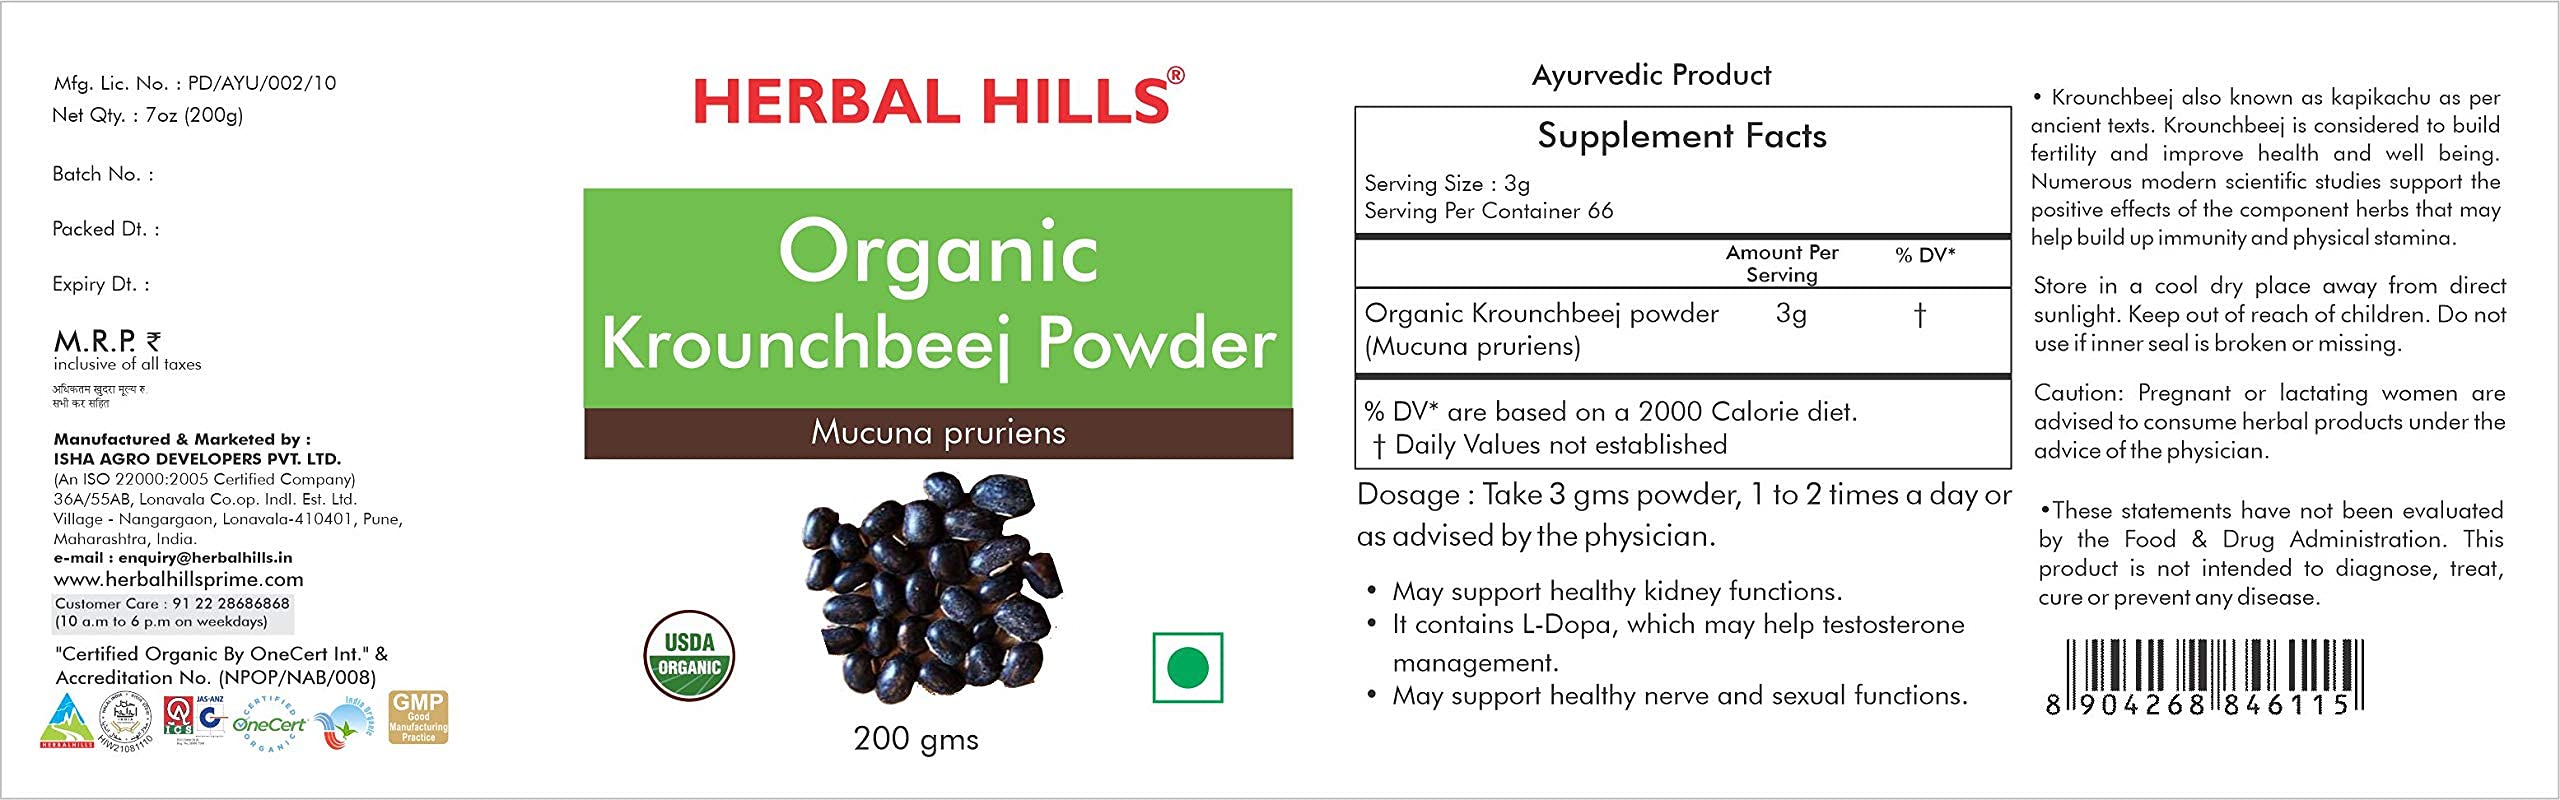 Mfg. Lic. No. : PD/AYU/002/10
Net Qty. : 7oz (200g)
Batch No. :
Packed Dt. :
Expiry Dt. :
M.R.P. ₹
inclusive of all taxes
अधिकतम खुदरा मूल्य रु.
सभी कर सहित
Manufactured & Marketed by :
ISHA AGRO DEVELOPERS PVT. LTD.
(An ISO 22000:2005 Certified Company)
36A/55AB, Lonavala Co.op. Indl. Est. Ltd.
Village - Nangargaon, Lonavala-410401, Pune,
Maharashtra, India.
e-mail : enquiry@herbalhills.in
www.herbalhillsprime.com
Customer Care : 91 22 28686868
(10 a.m to 6 p.m on weekdays)
"Certified Organic By OneCert Int." &
Accreditation No. (NPOP/NAB/008)
HERBALHILLS
HIW21081110
ICS
JAS-ANZ
CERTIFIED
OneCert
ORGANIC
India Organic
GMP
Good
Manufacturing
Practice
HERBAL HILLS®
Organic
Krounchbeej Powder
Mucuna pruriens
USDA
ORGANIC
200 gms
Ayurvedic Product
Supplement Facts
Serving Size : 3g
Serving Per Container 66
Amount Per
Serving
% DV*
Organic Krounchbeej powder 3g †
(Mucuna pruriens)
% DV* are based on a 2000 Calorie diet.
† Daily Values not established
Dosage : Take 3 gms powder, 1 to 2 times a day or
as advised by the physician.
• May support healthy kidney functions.
• It contains L-Dopa, which may help testosterone
management.
• May support healthy nerve and sexual functions.
• Krounchbeej also known as kapikachu as per
ancient texts. Krounchbeej is considered to build
fertility and improve health and well being.
Numerous modern scientific studies support the
positive effects of the component herbs that may
help build up immunity and physical stamina.
Store in a cool dry place away from direct
sunlight. Keep out of reach of children. Do not
use if inner seal is broken or missing.
Caution: Pregnant or lactating women are
advised to consume herbal products under the
advice of the physician.
•These statements have not been evaluated
by the Food & Drug Administration. This
product is not intended to diagnose, treat,
cure or prevent any disease.
8 904268 846115